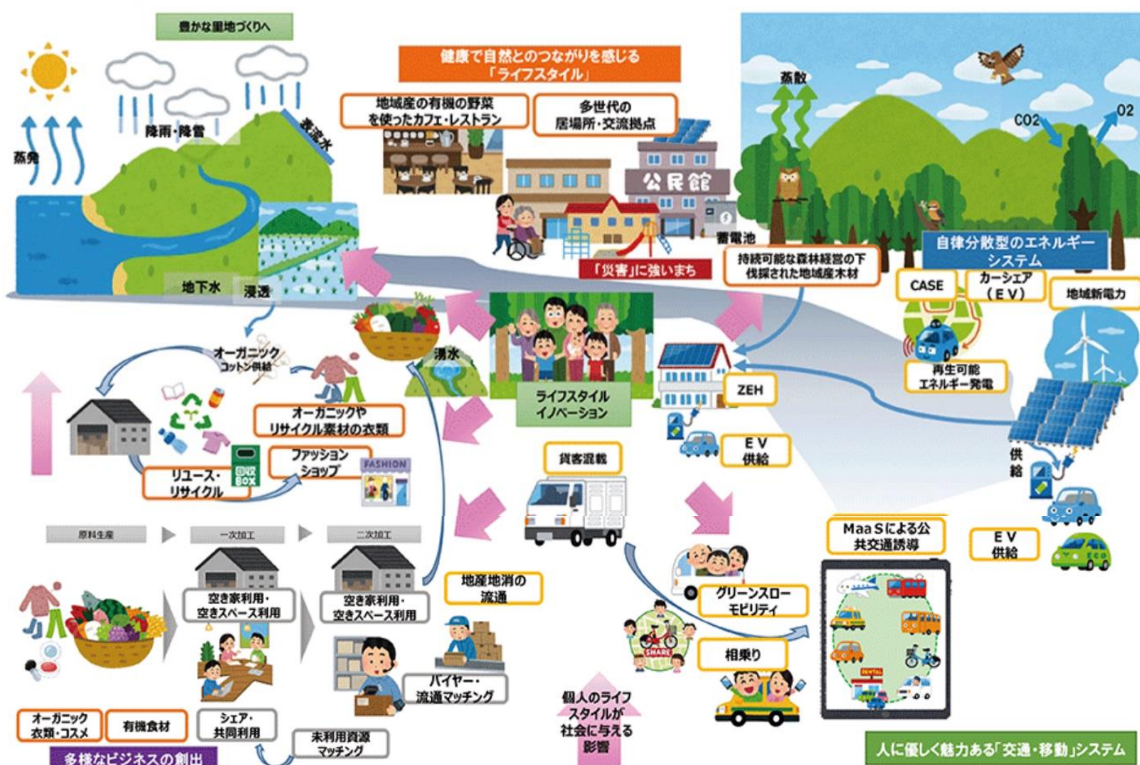 豊かな里地づくりへ
健康で自然とのつながりを感じる
「ライフスタイル」
地域産の有機の野菜
を使ったカフェ・レストラン
多世代の
居場所・交流拠点
蒸散
CO2
O2
降雨・降雪
表流水
蒸発
公民館
蓄電池
「災害」に強いまち
持続可能な森林経営の下
伐採された地域産木材
自律分散型のエネルギー
システム
CASE
カーシェア
(EV)
地域新電力
再生可能
エネルギー発電
地下水
浸透
オーガニック
コットン供給
湧水
ライフスタイル
イノベーション
ZEH
EV
供給
供給
オーガニックや
リサイクル素材の衣類
ファッション
ショップ
FASHION
リユース・
リサイクル
回収
BOX
貨客混載
EV
供給
ECO
MaaSによる公
共交通誘導
原料生産
一次加工
二次加工
空き家利用・
空きスペース利用
空き家利用・
空きスペース利用
地産地消の
流通
グリーンスロー
モビリティ
SHARE
相乗り
RENTAL
バイヤー・
流通マッチング
個人のライフ
スタイルが
社会に与える
影響
オーガニック
衣類・コスメ
有機食材
シェア・
共同利用
未利用資源
マッチング
多様なビジネスの創出
人に優しく魅力ある「交通・移動」システム